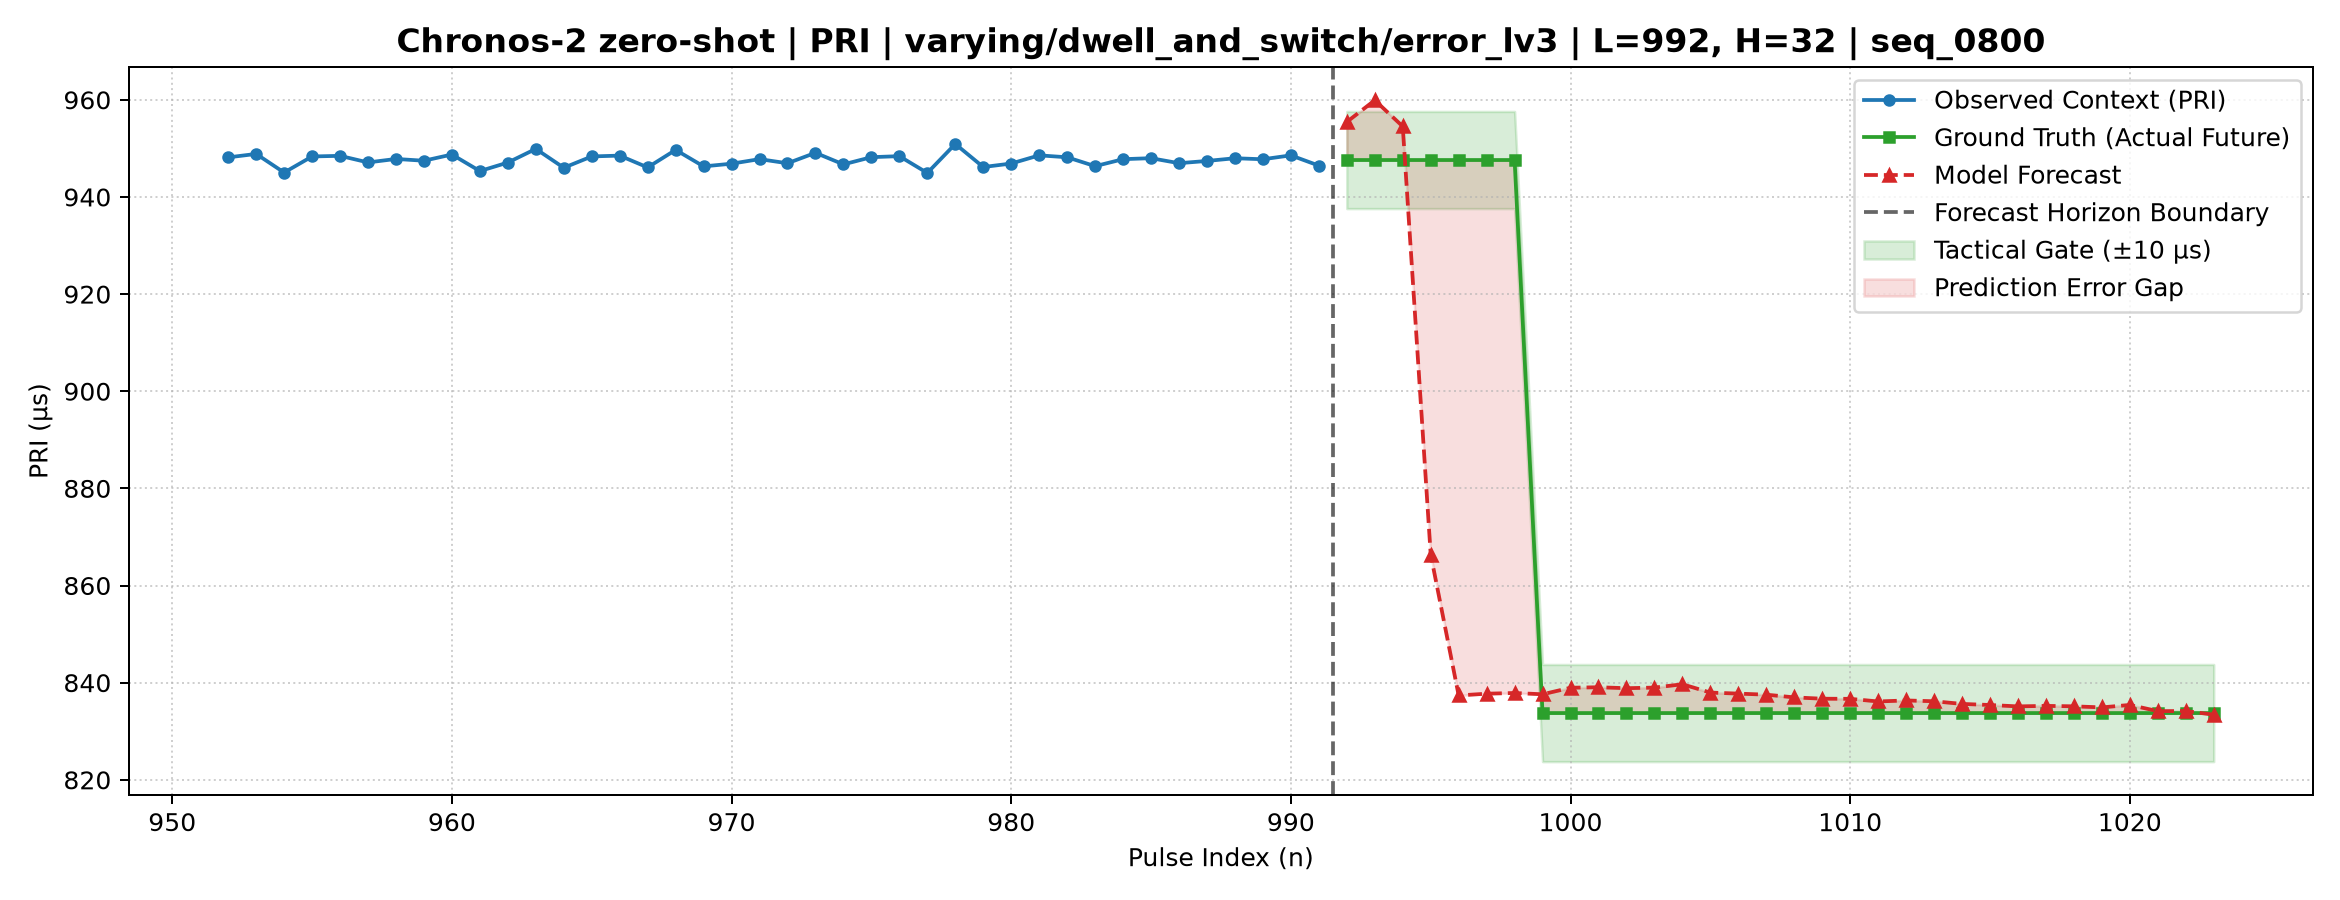 Chronos-2 zero-shot | PRI | varying/dwell_and_switch/error_lv3 | L=992, H=32 | seq_0800
Observed Context (PRI)
Ground Truth (Actual Future)
Model Forecast
Forecast Horizon Boundary
Tactical Gate (±10 µs)
Prediction Error Gap
PRI (µs)
960
940
920
900
880
860
840
820
950 960 970 980 990 1000 1010 1020
Pulse Index (n)